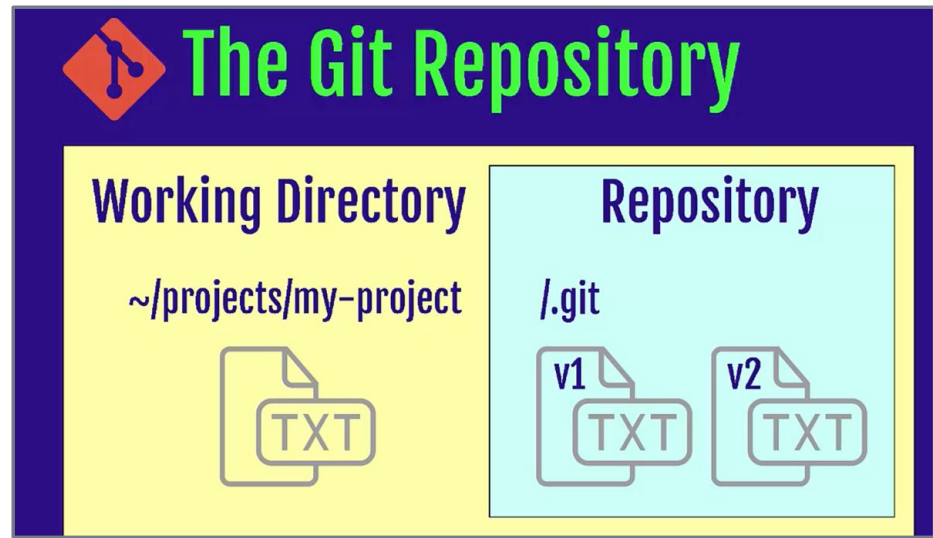 The Git Repository
Working Directory
~/projects/my-project
TXT
Repository
/.git
v1
TXT
v2
TXT